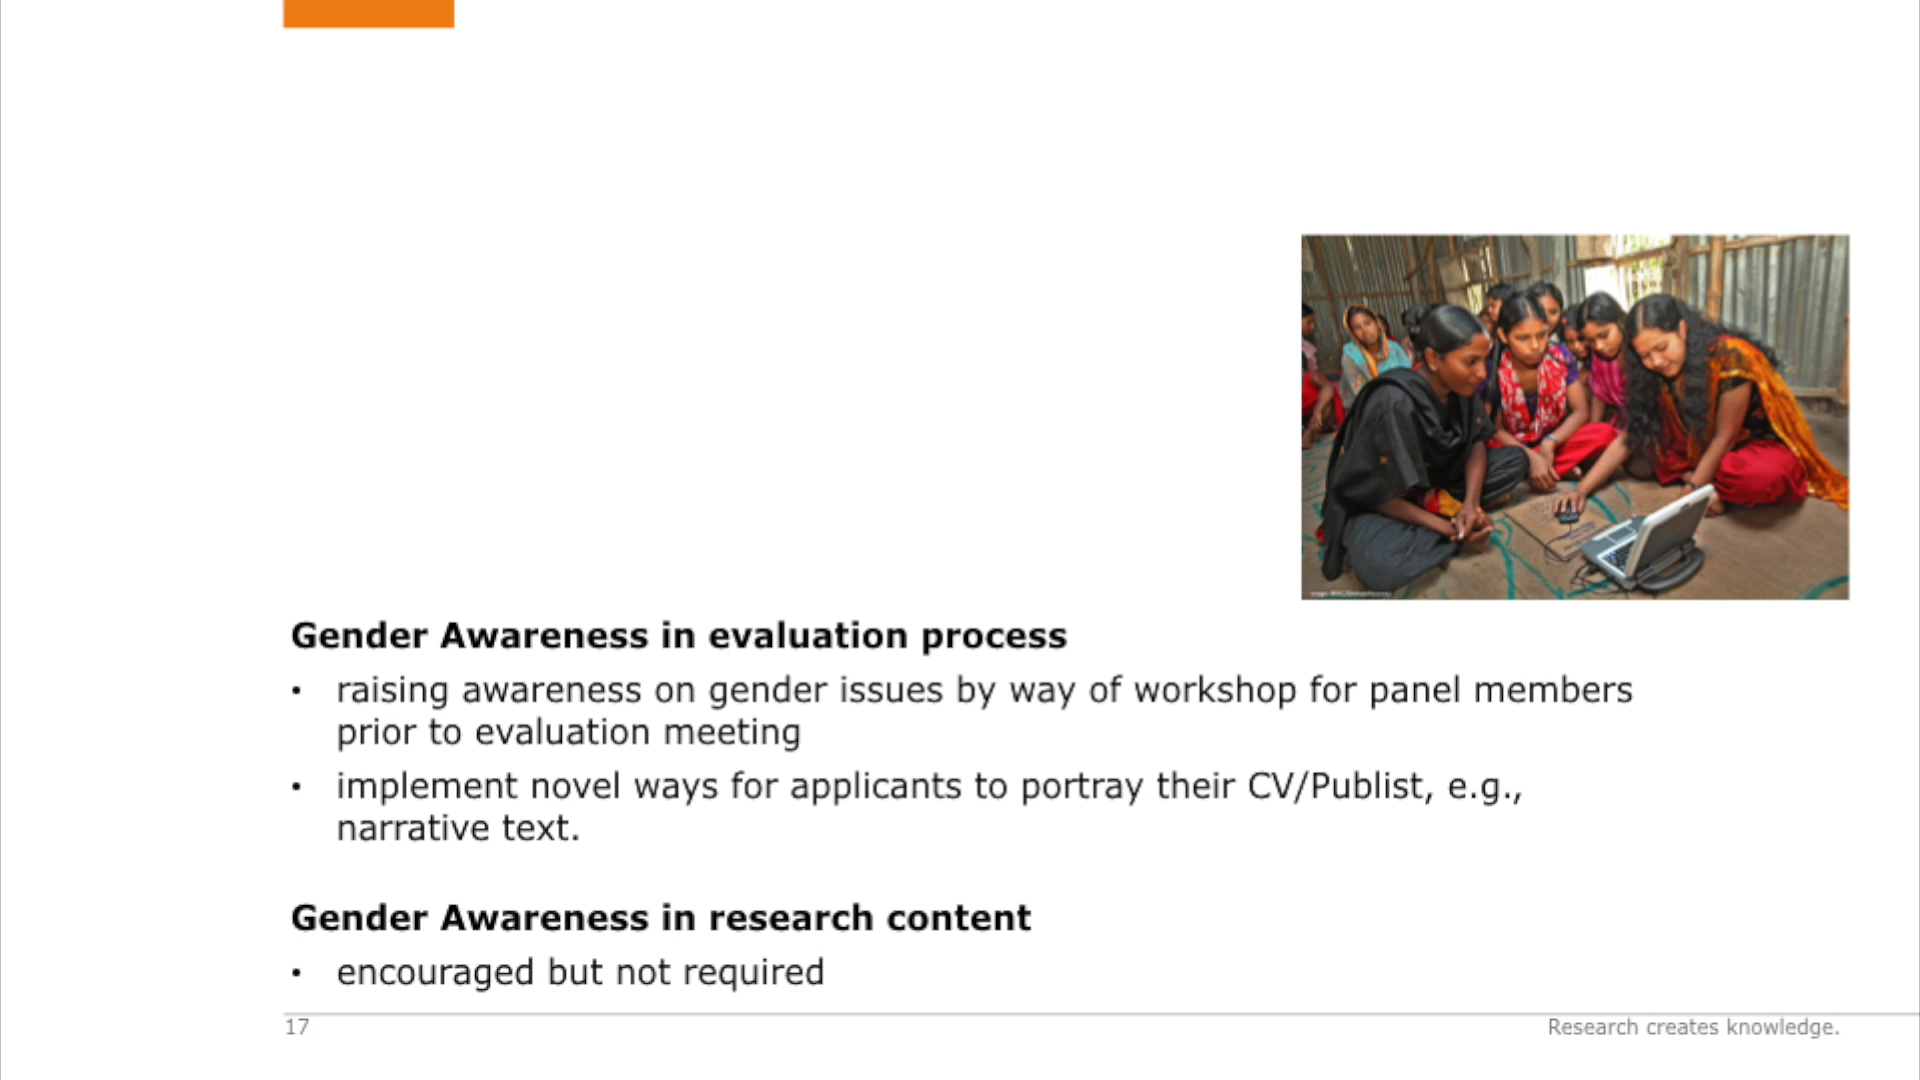 Gender Awareness in evaluation process
• raising awareness on gender issues by way of workshop for panel members
prior to evaluation meeting
• implement novel ways for applicants to portray their CV/Publist, e.g.,
narrative text.
Gender Awareness in research content
• encouraged but not required
17
Research creates knowledge.